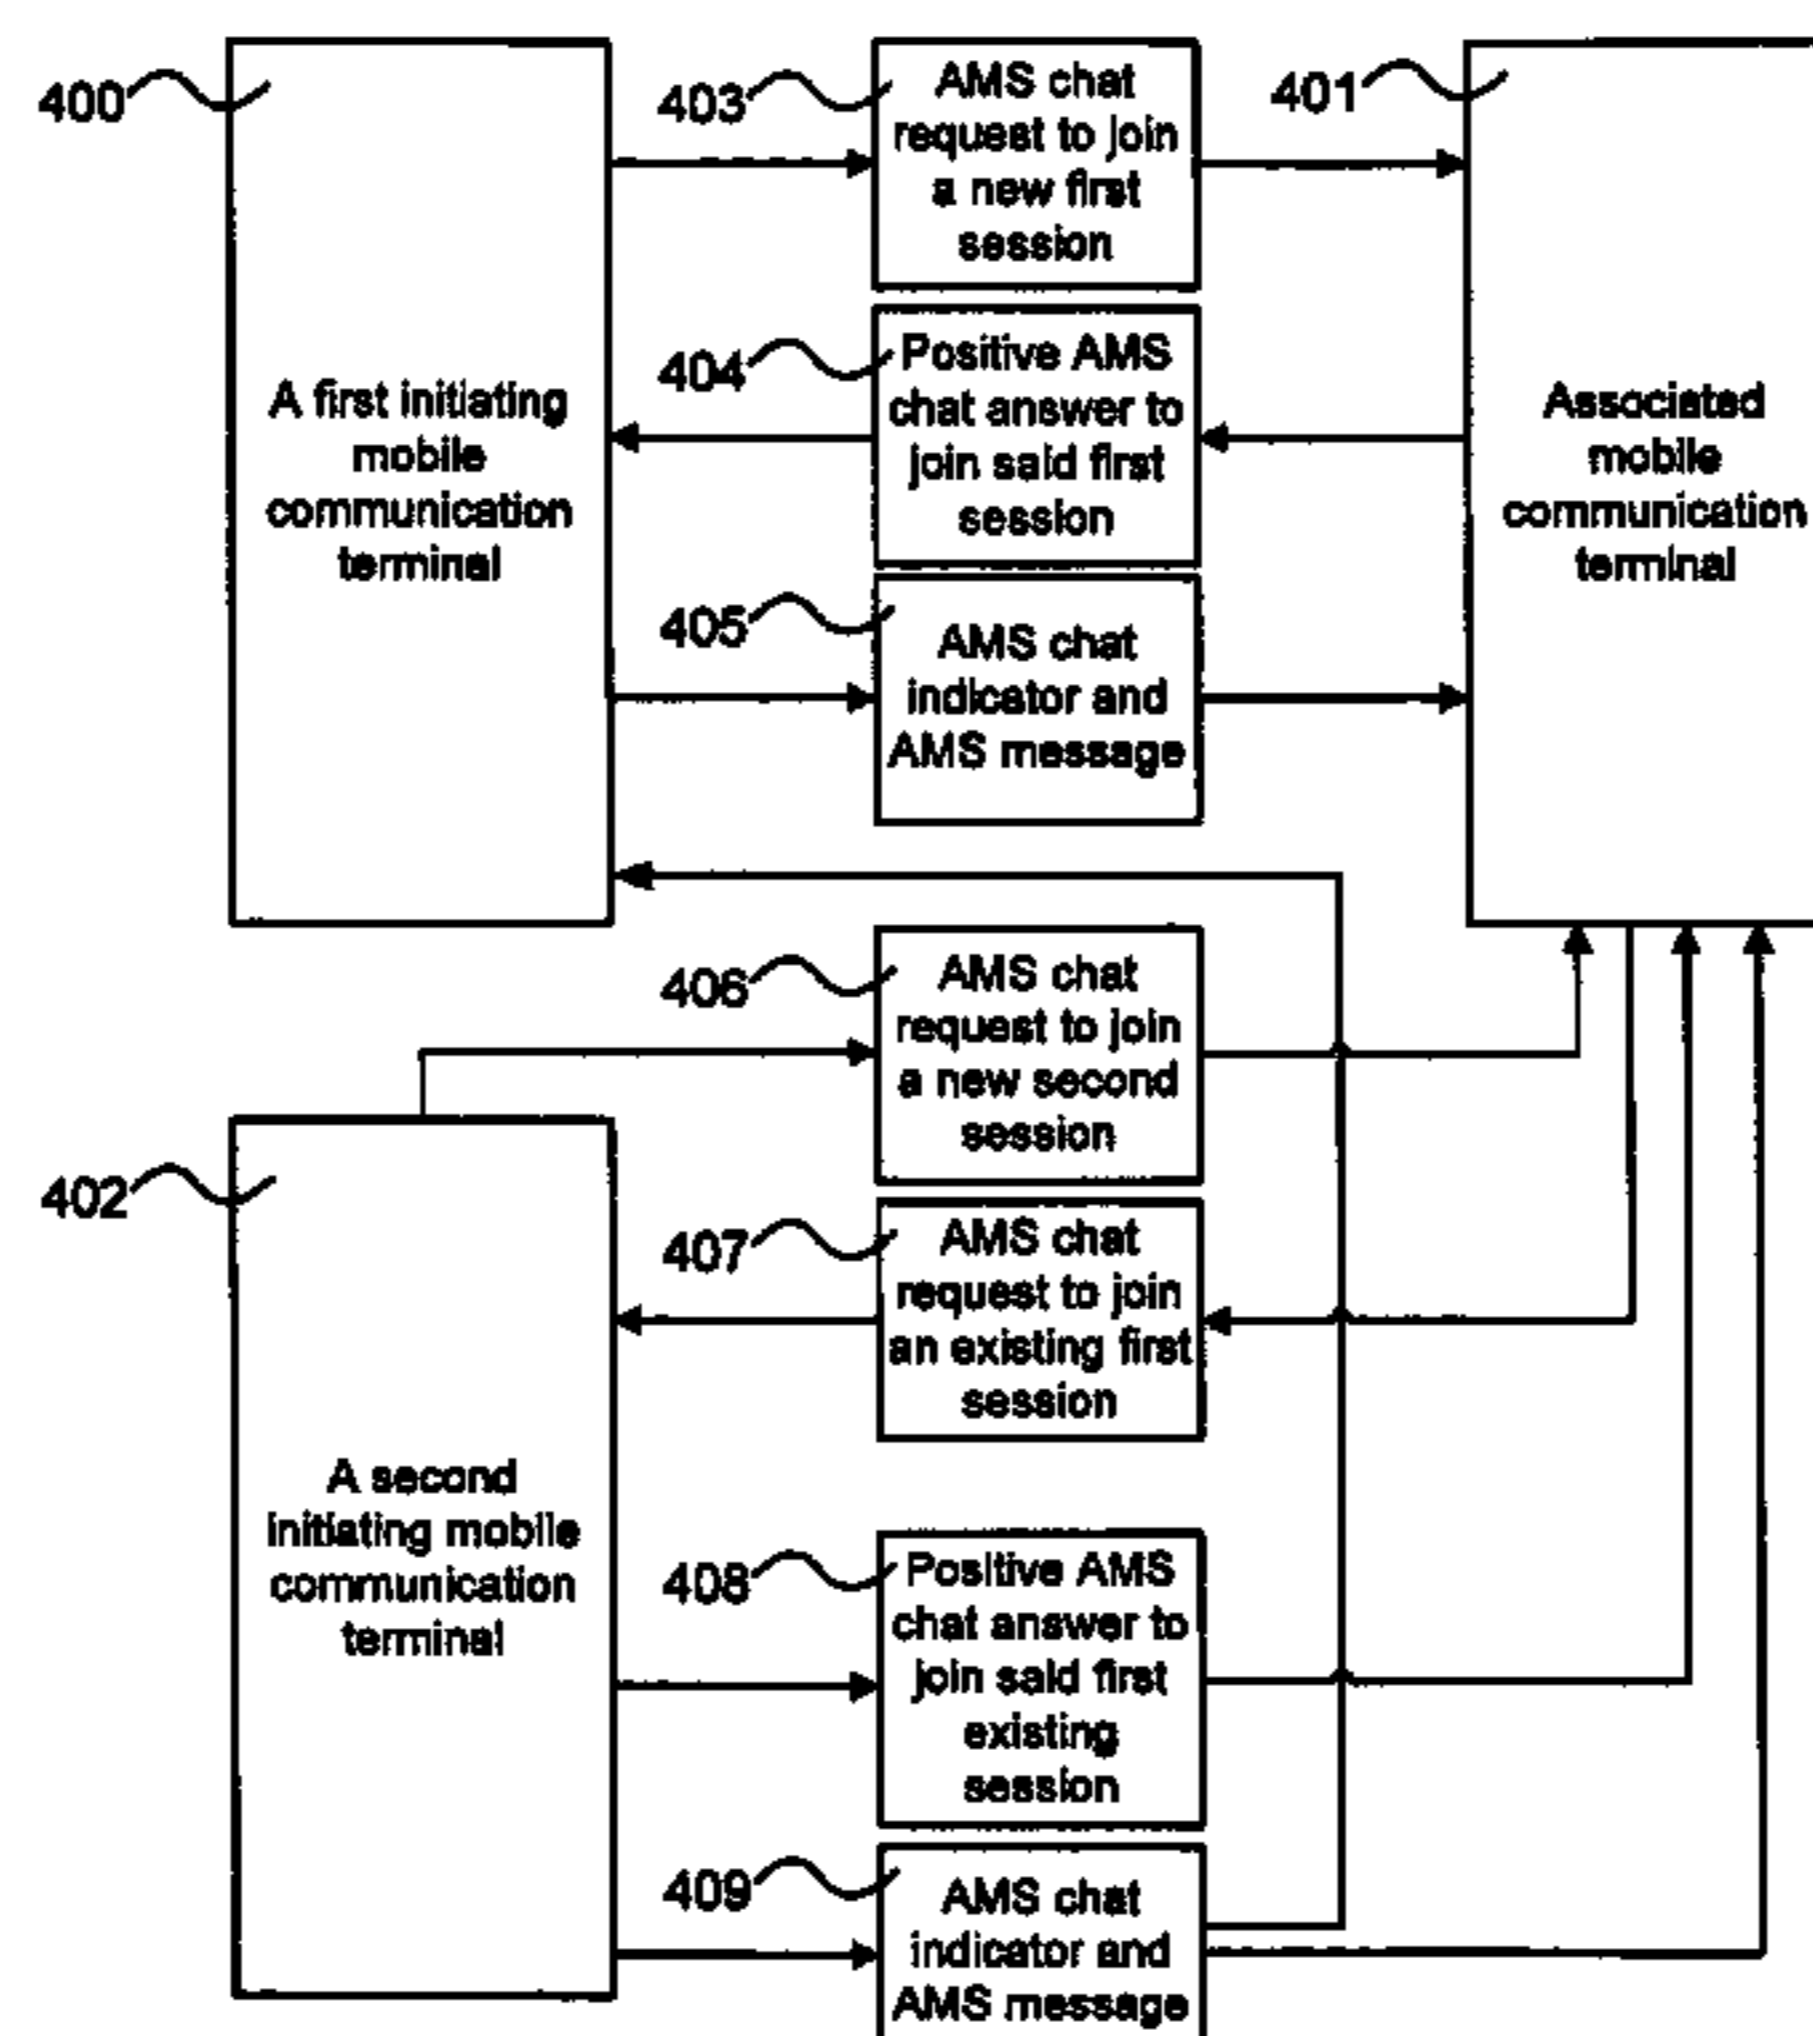 400
A first initiating
mobile
communication
terminal
403
AMS chat
request to join
a new first
session
401
Associated
mobile
communication
terminal
404
Positive AMS
chat answer to
join said first
session
405
AMS chat
indicator and
AMS message
406
AMS chat
request to join
a new second
session
402
A second
initiating mobile
communication
terminal
407
AMS chat
request to join
an existing first
session
408
Positive AMS
chat answer to
join said first
existing
session
409
AMS chat
indicator and
AMS message